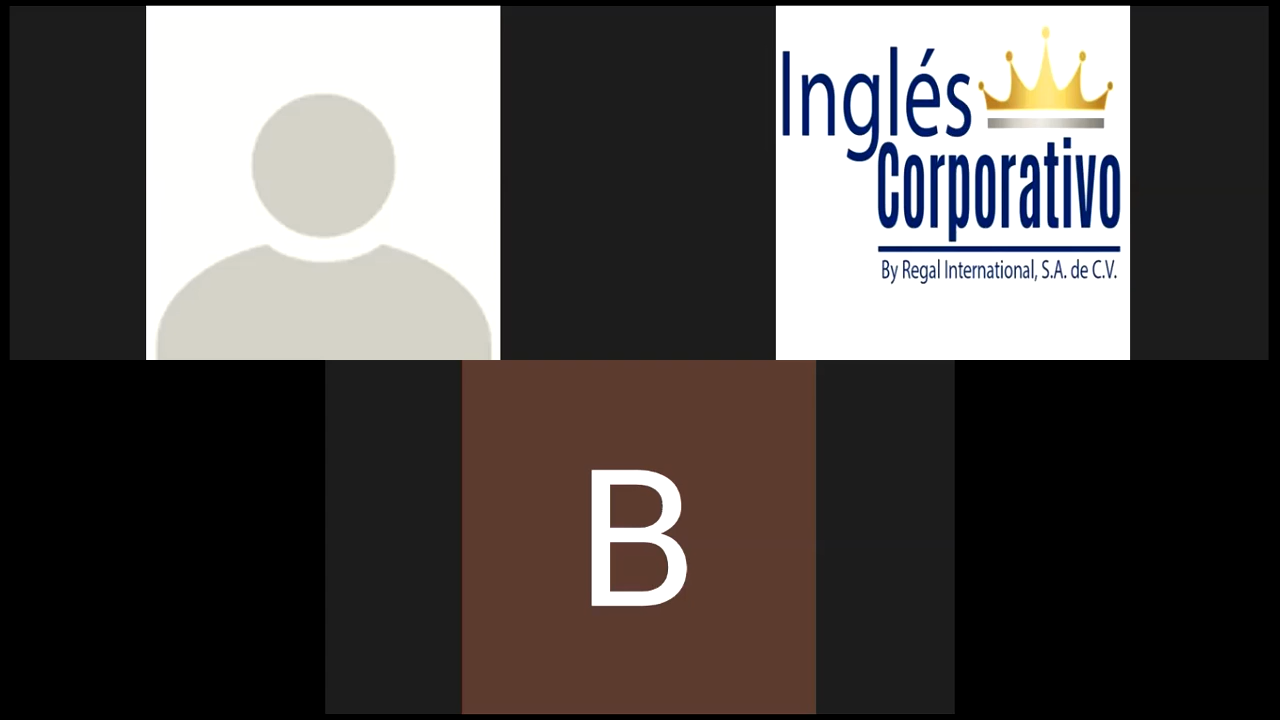 Inglés
Corporativo
By Regal International, S.A. de C.V.
B